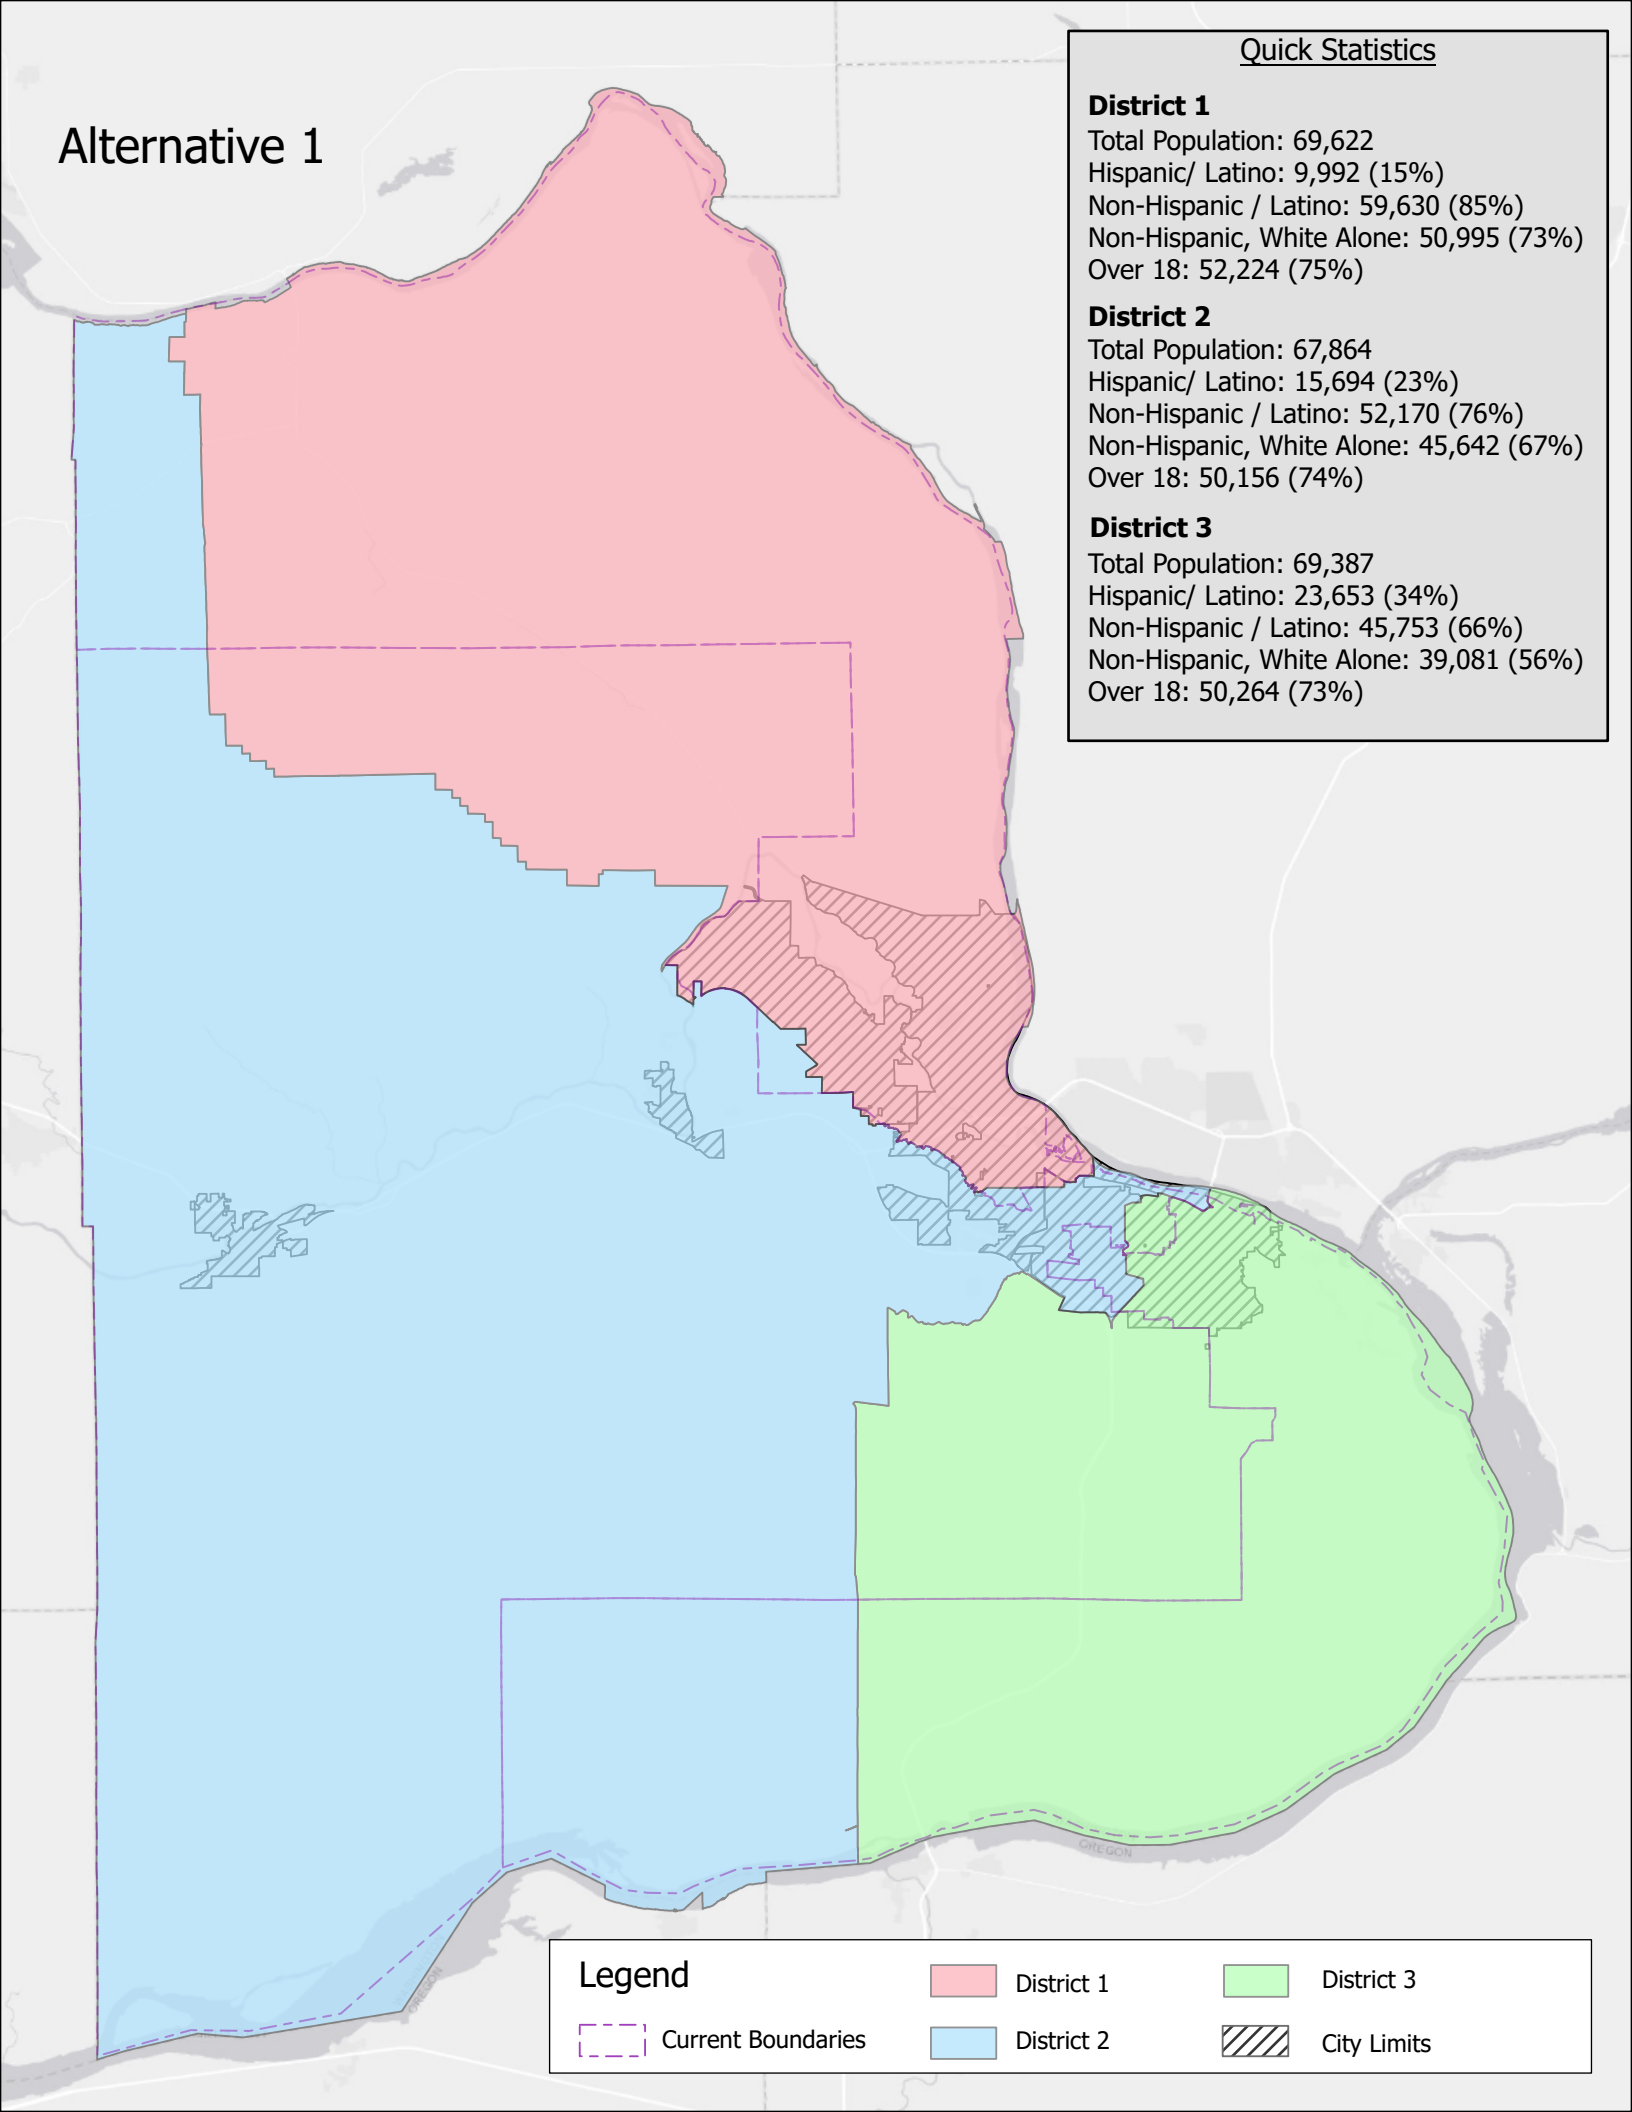 Alternative 1
Quick Statistics
District 1
Total Population: 69,622
Hispanic/ Latino: 9,992 (15%)
Non-Hispanic / Latino: 59,630 (85%)
Non-Hispanic, White Alone: 50,995 (73%)
Over 18: 52,224 (75%)
District 2
Total Population: 67,864
Hispanic/ Latino: 15,694 (23%)
Non-Hispanic / Latino: 52,170 (76%)
Non-Hispanic, White Alone: 45,642 (67%)
Over 18: 50,156 (74%)
District 3
Total Population: 69,387
Hispanic/ Latino: 23,653 (34%)
Non-Hispanic / Latino: 45,753 (66%)
Non-Hispanic, White Alone: 39,081 (56%)
Over 18: 50,264 (73%)
OREGON
OREGON
Legend
Current Boundaries
District 1
District 2
District 3
City Limits